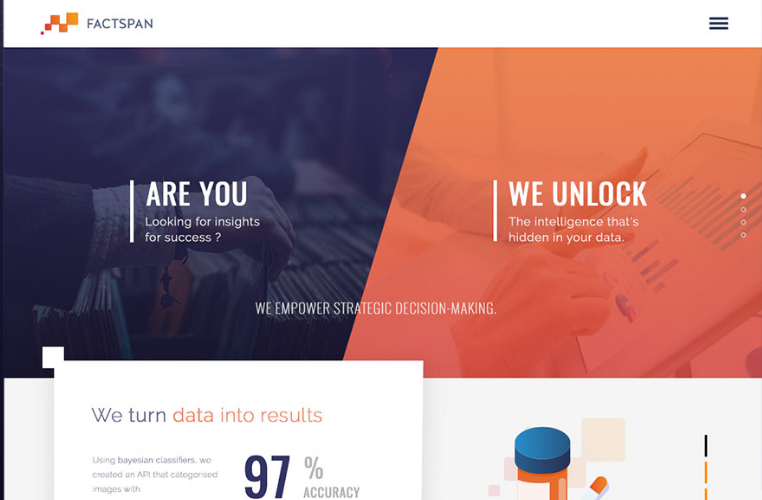 FACTSPAN
ARE YOU
Looking for insights
for success ?
WE UNLOCK
The intelligence that's
hidden in your data.
WE EMPOWER STRATEGIC DECISION-MAKING.
We turn data into results
Using bayesian classifiers, we
created an API that categorised
images with
97 %
ACCURACY